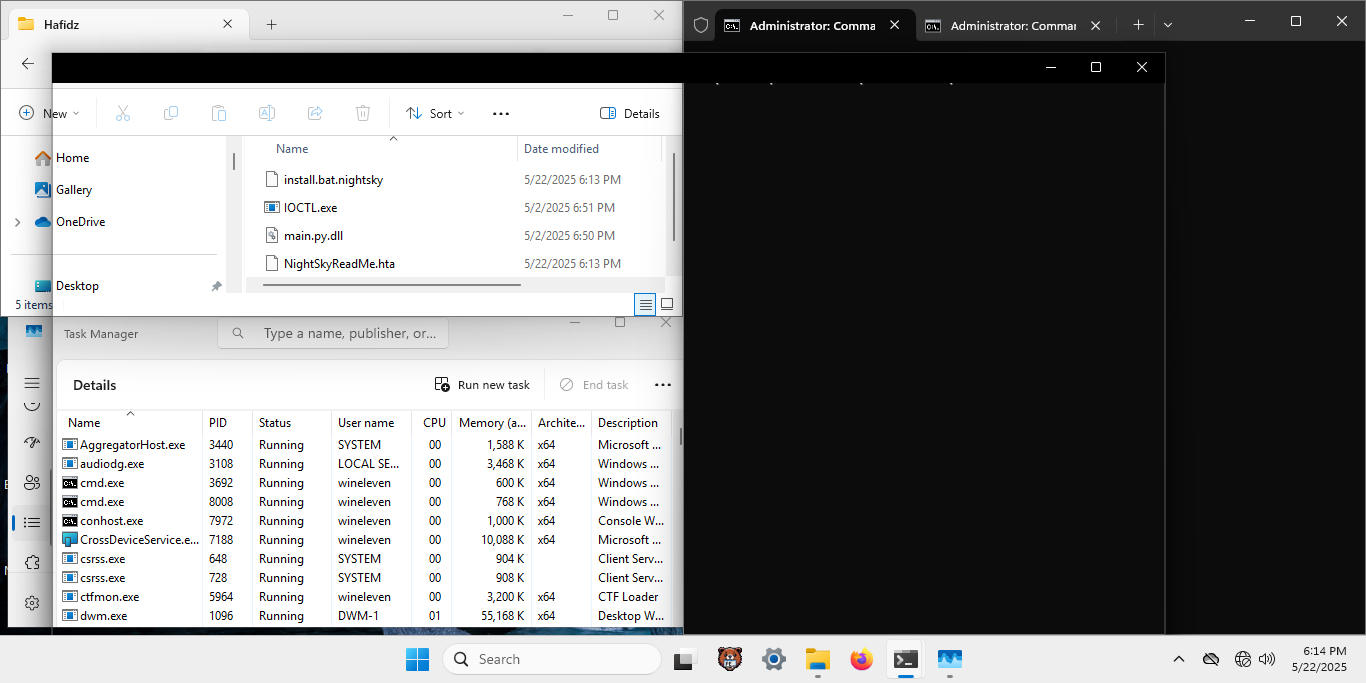 Hafidz
Administrator: Comma
Administrator: Comma
New
Sort
Details
Home
Gallery
OneDrive
Desktop
5 items
Name
Date modified
install.bat.nightsky
5/22/2025 6:13 PM
IOCTL.exe
5/2/2025 6:51 PM
main.py.dll
5/2/2025 6:50 PM
NightSkyReadMe.hta
5/22/2025 6:13 PM
Task Manager
Type a name, publisher, or...
Details
Run new task
End task
Name PID Status User name CPU Memory (a... Archite... Description
AggregatorHost.exe 3440 Running SYSTEM 00 1,588 K x64 Microsoft ...
audiodg.exe 3108 Running LOCAL SE... 00 3,468 K x64 Windows ...
cmd.exe 3692 Running wineleven 00 600 K x64 Windows ...
cmd.exe 8008 Running wineleven 00 768 K x64 Windows ...
conhost.exe 7972 Running wineleven 00 1,000 K x64 Console W...
CrossDeviceService.e... 7188 Running wineleven 00 10,088 K x64 Microsoft ...
csrss.exe 648 Running SYSTEM 00 904 K Client Serv...
csrss.exe 728 Running SYSTEM 00 908 K Client Serv...
ctfmon.exe 5964 Running wineleven 00 3,200 K x64 CTF Loader
dwm.exe 1096 Running DWM-1 01 55,168 K x64 Desktop W...
Search
6:14 PM
5/22/2025